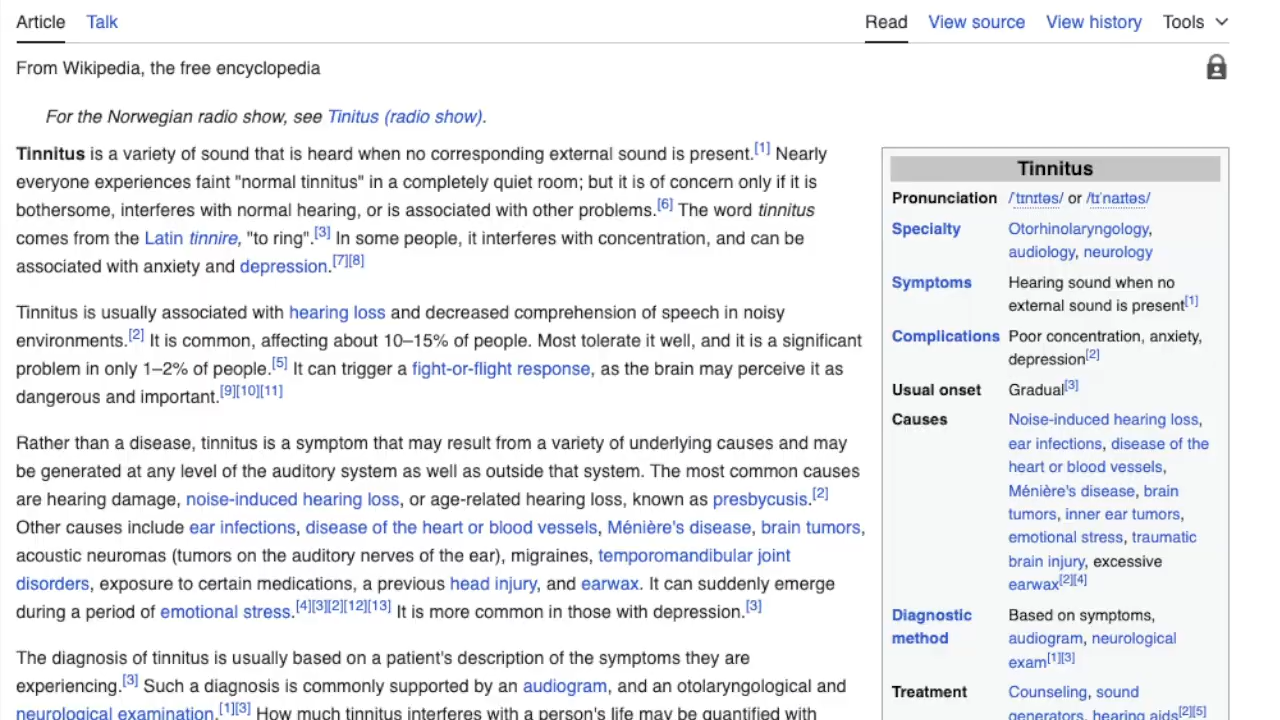 Article Talk Read View source View history Tools
From Wikipedia, the free encyclopedia
For the Norwegian radio show, see Tinitus (radio show).
Tinnitus is a variety of sound that is heard when no corresponding external sound is present.[1] Nearly
everyone experiences faint "normal tinnitus" in a completely quiet room; but it is of concern only if it is
bothersome, interferes with normal hearing, or is associated with other problems.[6] The word tinnitus
comes from the Latin tinnire, "to ring".[3] In some people, it interferes with concentration, and can be
associated with anxiety and depression.[7][8]
Tinnitus is usually associated with hearing loss and decreased comprehension of speech in noisy
environments.[2] It is common, affecting about 10–15% of people. Most tolerate it well, and it is a significant
problem in only 1–2% of people.[5] It can trigger a fight-or-flight response, as the brain may perceive it as
dangerous and important.[9][10][11]
Rather than a disease, tinnitus is a symptom that may result from a variety of underlying causes and may
be generated at any level of the auditory system as well as outside that system. The most common causes
are hearing damage, noise-induced hearing loss, or age-related hearing loss, known as presbycusis.[2]
Other causes include ear infections, disease of the heart or blood vessels, Ménière's disease, brain tumors,
acoustic neuromas (tumors on the auditory nerves of the ear), migraines, temporomandibular joint
disorders, exposure to certain medications, a previous head injury, and earwax. It can suddenly emerge
during a period of emotional stress.[4][3][2][12][13] It is more common in those with depression.[3]
The diagnosis of tinnitus is usually based on a patient's description of the symptoms they are
experiencing.[3] Such a diagnosis is commonly supported by an audiogram, and an otolaryngological and
neurological examination.[1][3] How much tinnitus interferes with a person's life may be quantified with
Tinnitus
Pronunciation /ˈtɪnɪtəs/ or /tɪˈnaɪtəs/
Specialty Otorhinolaryngology,
audiology, neurology
Symptoms Hearing sound when no
external sound is present[1]
Complications Poor concentration, anxiety,
depression[2]
Usual onset Gradual[3]
Causes Noise-induced hearing loss,
ear infections, disease of the
heart or blood vessels,
Ménière's disease, brain
tumors, inner ear tumors,
emotional stress, traumatic
brain injury, excessive
earwax[2][4]
Diagnostic Based on symptoms,
method audiogram, neurological
exam[1][3]
Treatment Counseling, sound
generators, hearing aids[2][5]